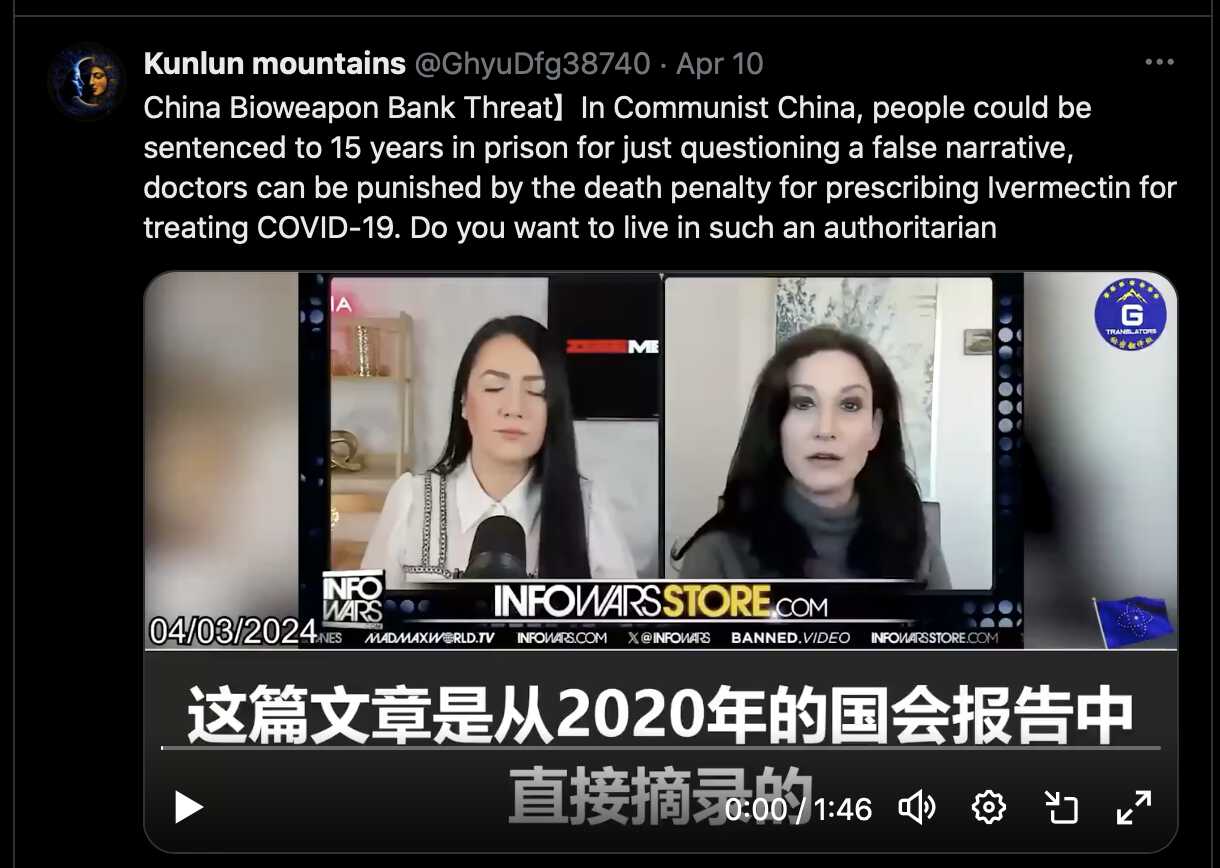 Kunlun mountains @GhyuDfg38740 · Apr 10
China Bioweapon Bank Threat】In Communist China, people could be
sentenced to 15 years in prison for just questioning a false narrative,
doctors can be punished by the death penalty for prescribing Ivermectin for
treating COVID-19. Do you want to live in such an authoritarian
IA
ME
G
TRANSLATORS
INFO
WARS
INFOWARSSTORE.COM
04/03/2024
MADMAXWORLD.TV INFOWARS.COM X@INFOWARS BANNED.VIDEO INFOWARSSTORE.COM
这篇文章是从2020年的国会报告中
直接摘录的
0:00 / 1:46